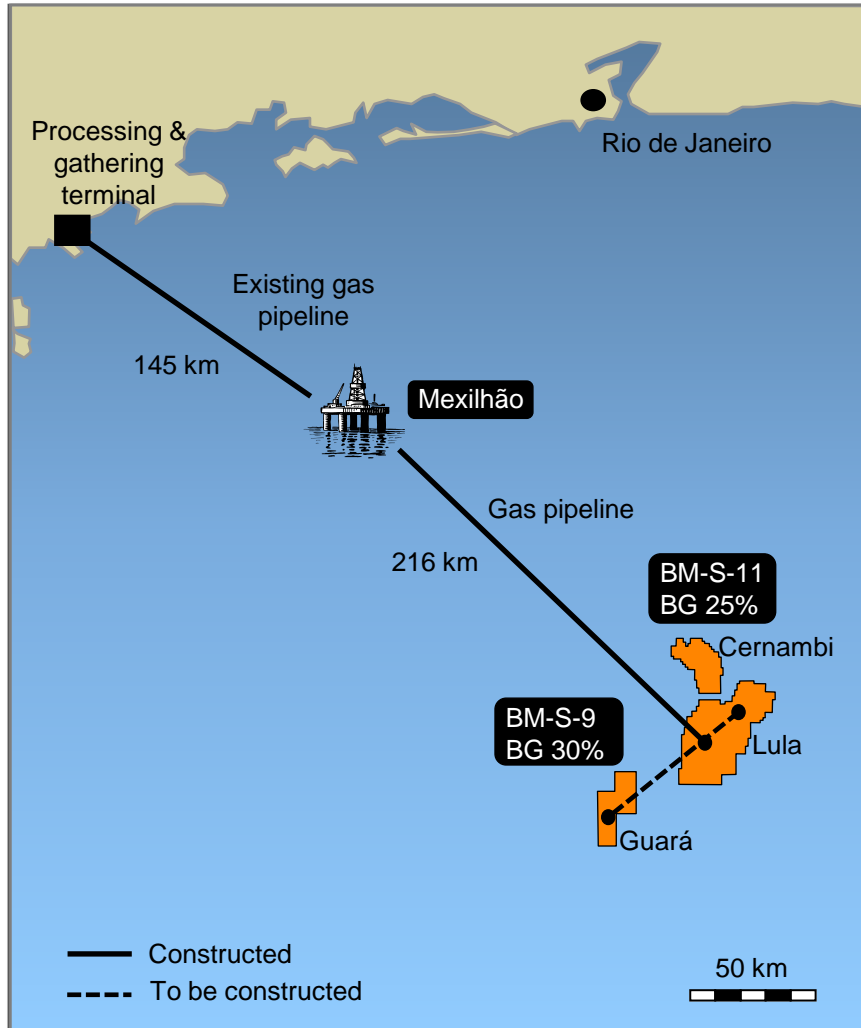 Processing &
gathering
terminal
Rio de Janeiro
Existing gas
pipeline
145 km
Mexilhão
Gas pipeline
216 km
BM-S-11
BG 25%
Cernambi
BM-S-9
BG 30%
Lula
Guará
Constructed
To be constructed
50 km